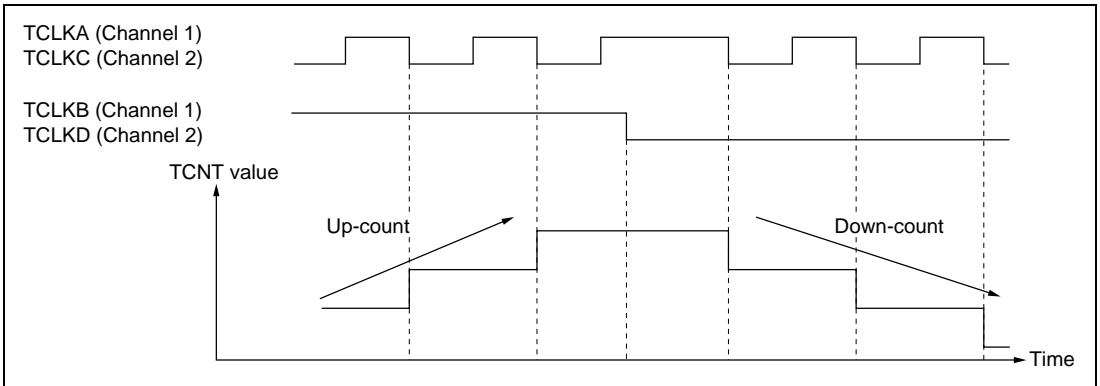 TCLKA (Channel 1)
TCLKC (Channel 2)
TCLKB (Channel 1)
TCLKD (Channel 2)
TCNT value
Up-count
Down-count
Time